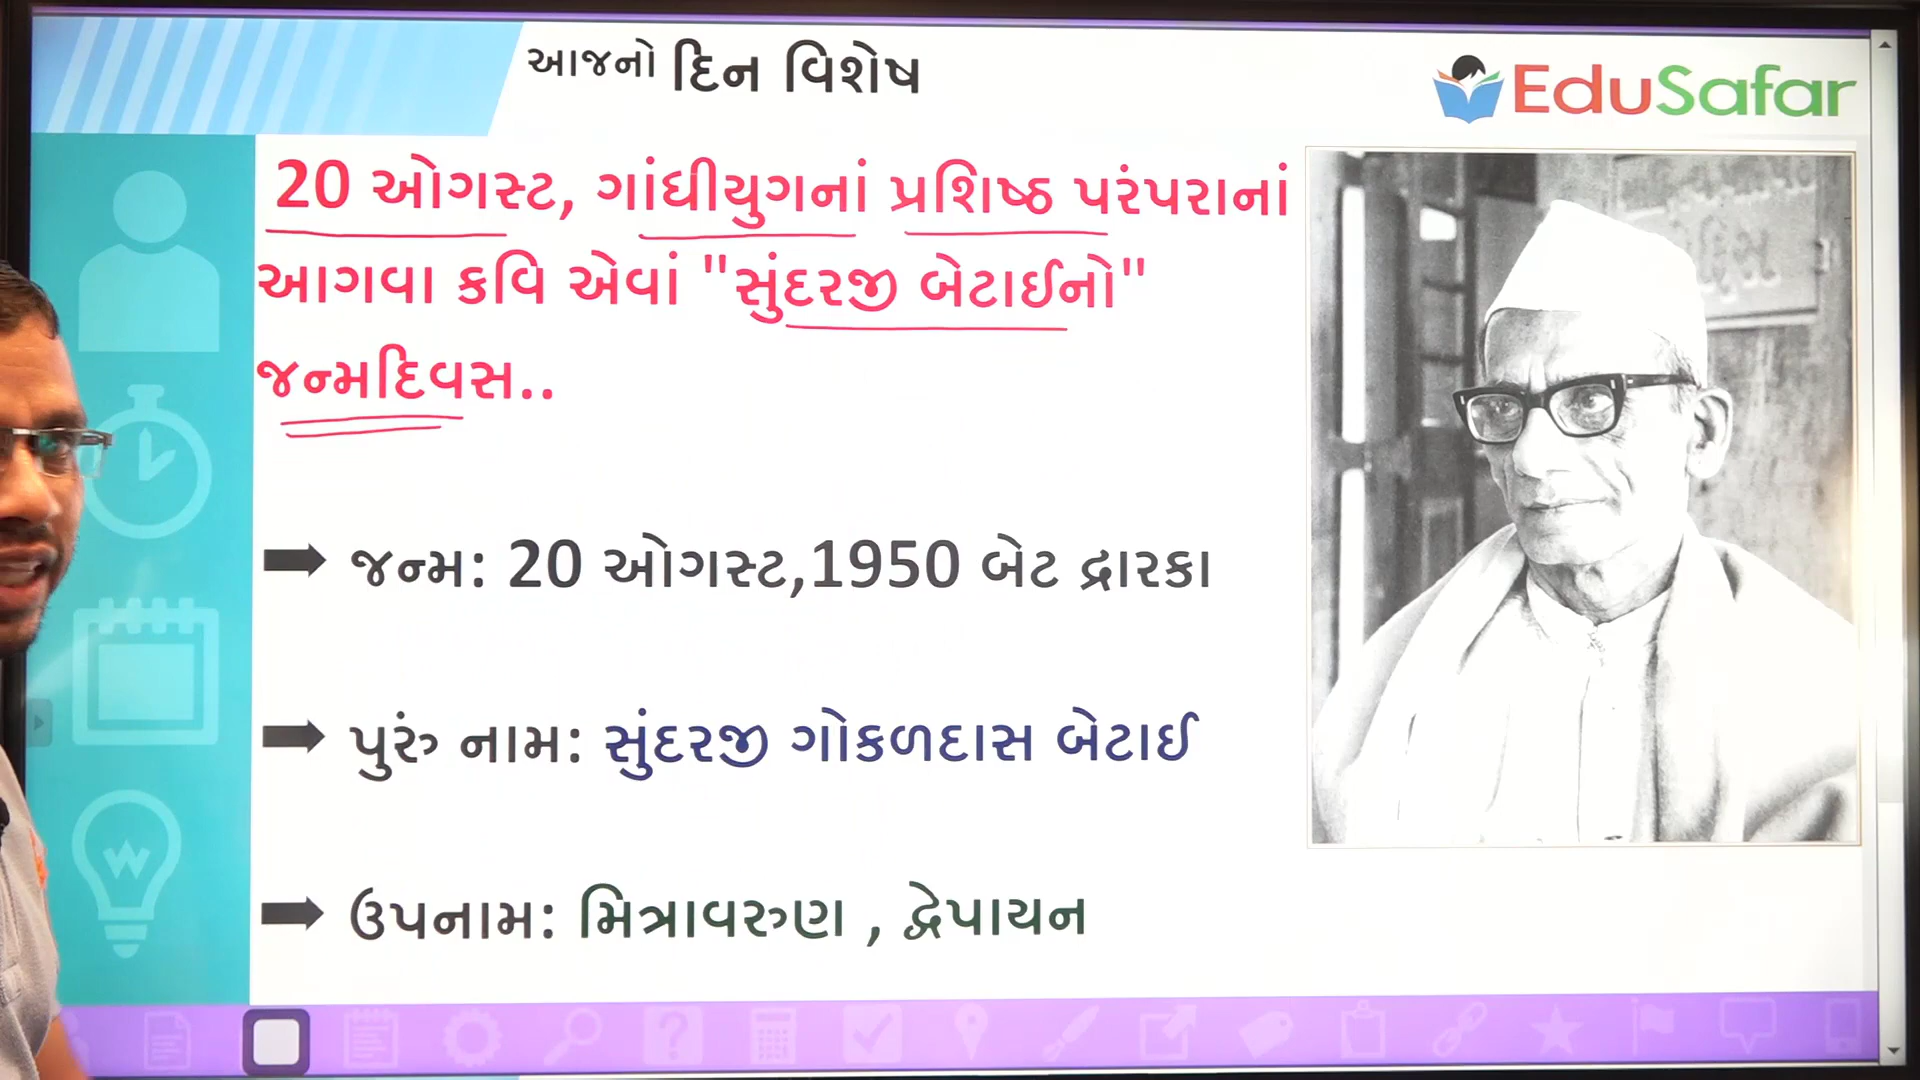 આજનો દિન વિશેષ
EduSafar
20 ઓગસ્ટ, ગાંધીયુગનાં પ્રશિષ્ઠ પરંપરાનાં
આગવા કવિ એવાં "સુંદરજી બેટાઈનો"
જન્મદિવસ..
જન્મ: 20 ઓગસ્ટ,1950 બેટ દ્રારકા
પુરું નામ: સુંદરજી ગોકળદાસ બેટાઈ
ઉપનામ: મિત્રાવરુણ , દ્વેપાયન